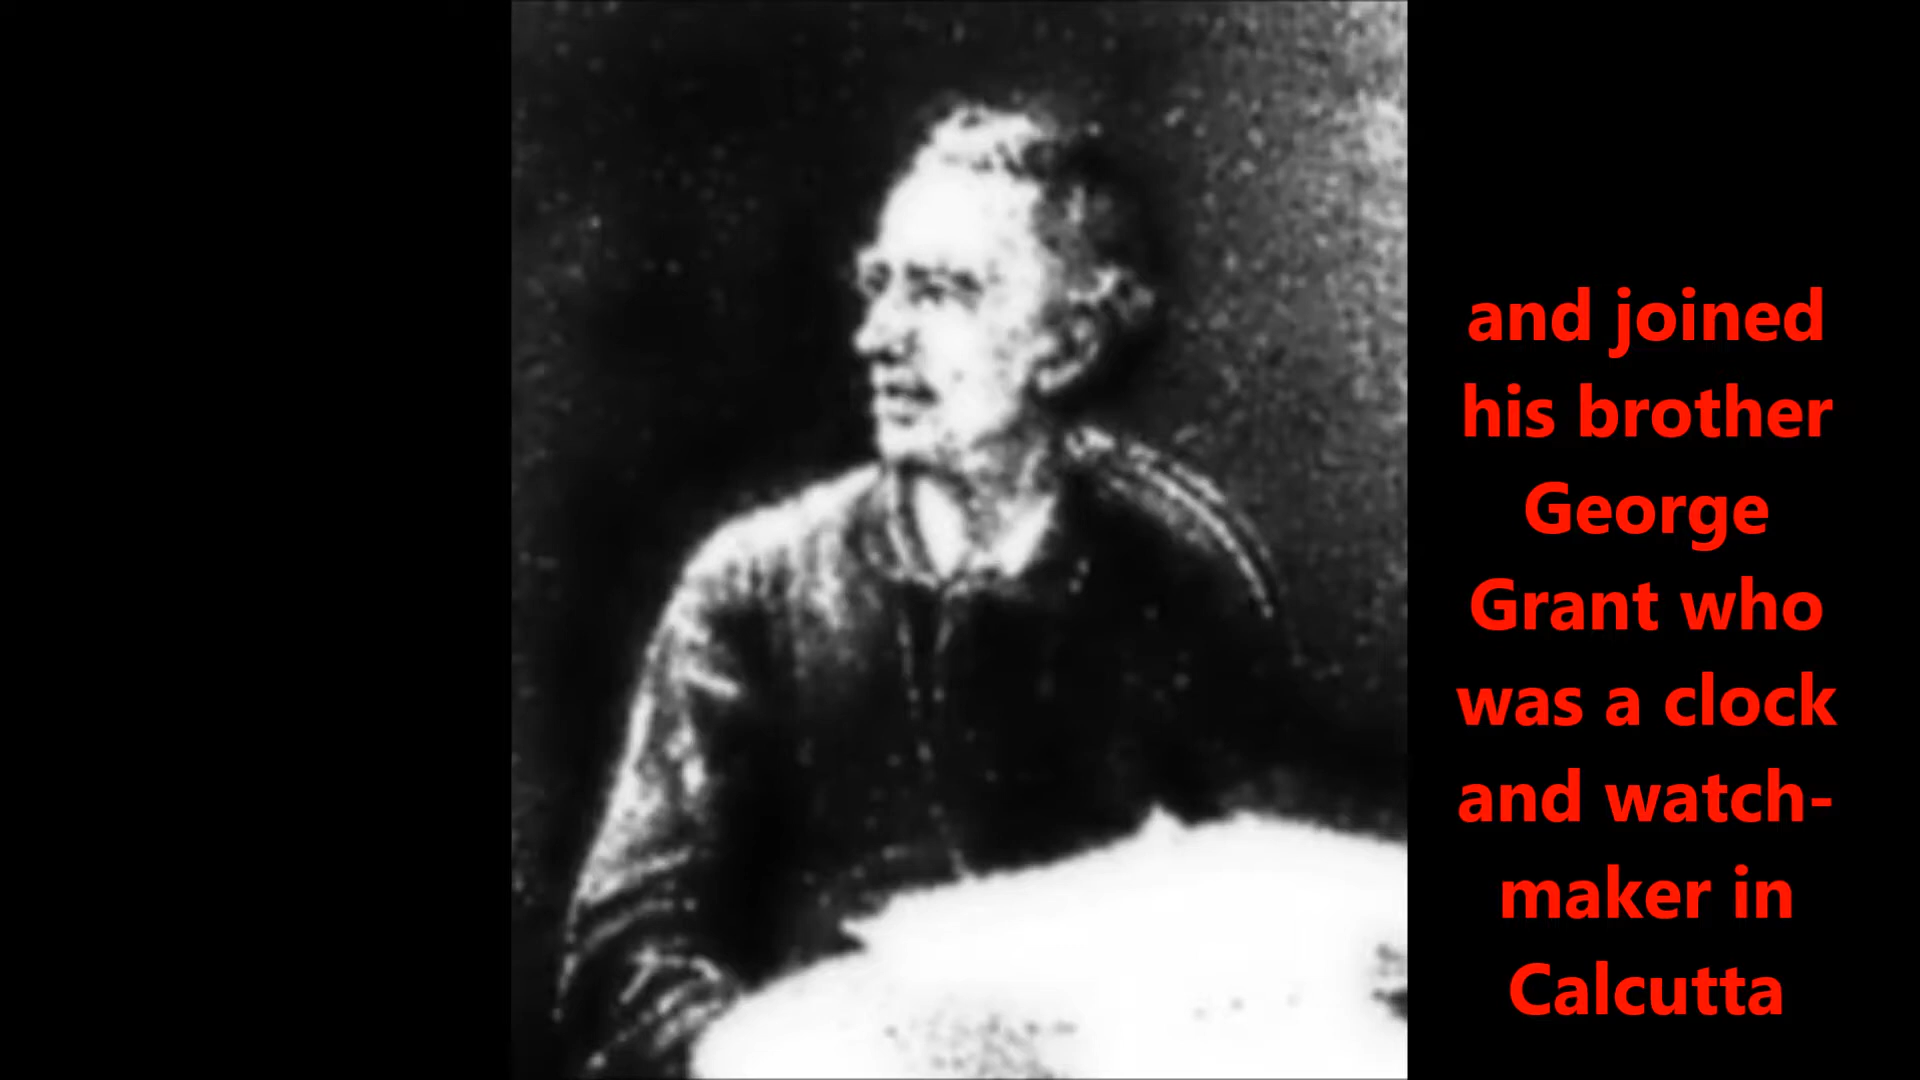 and joined
his brother
George
Grant who
was a clock
and watch-
maker in
Calcutta